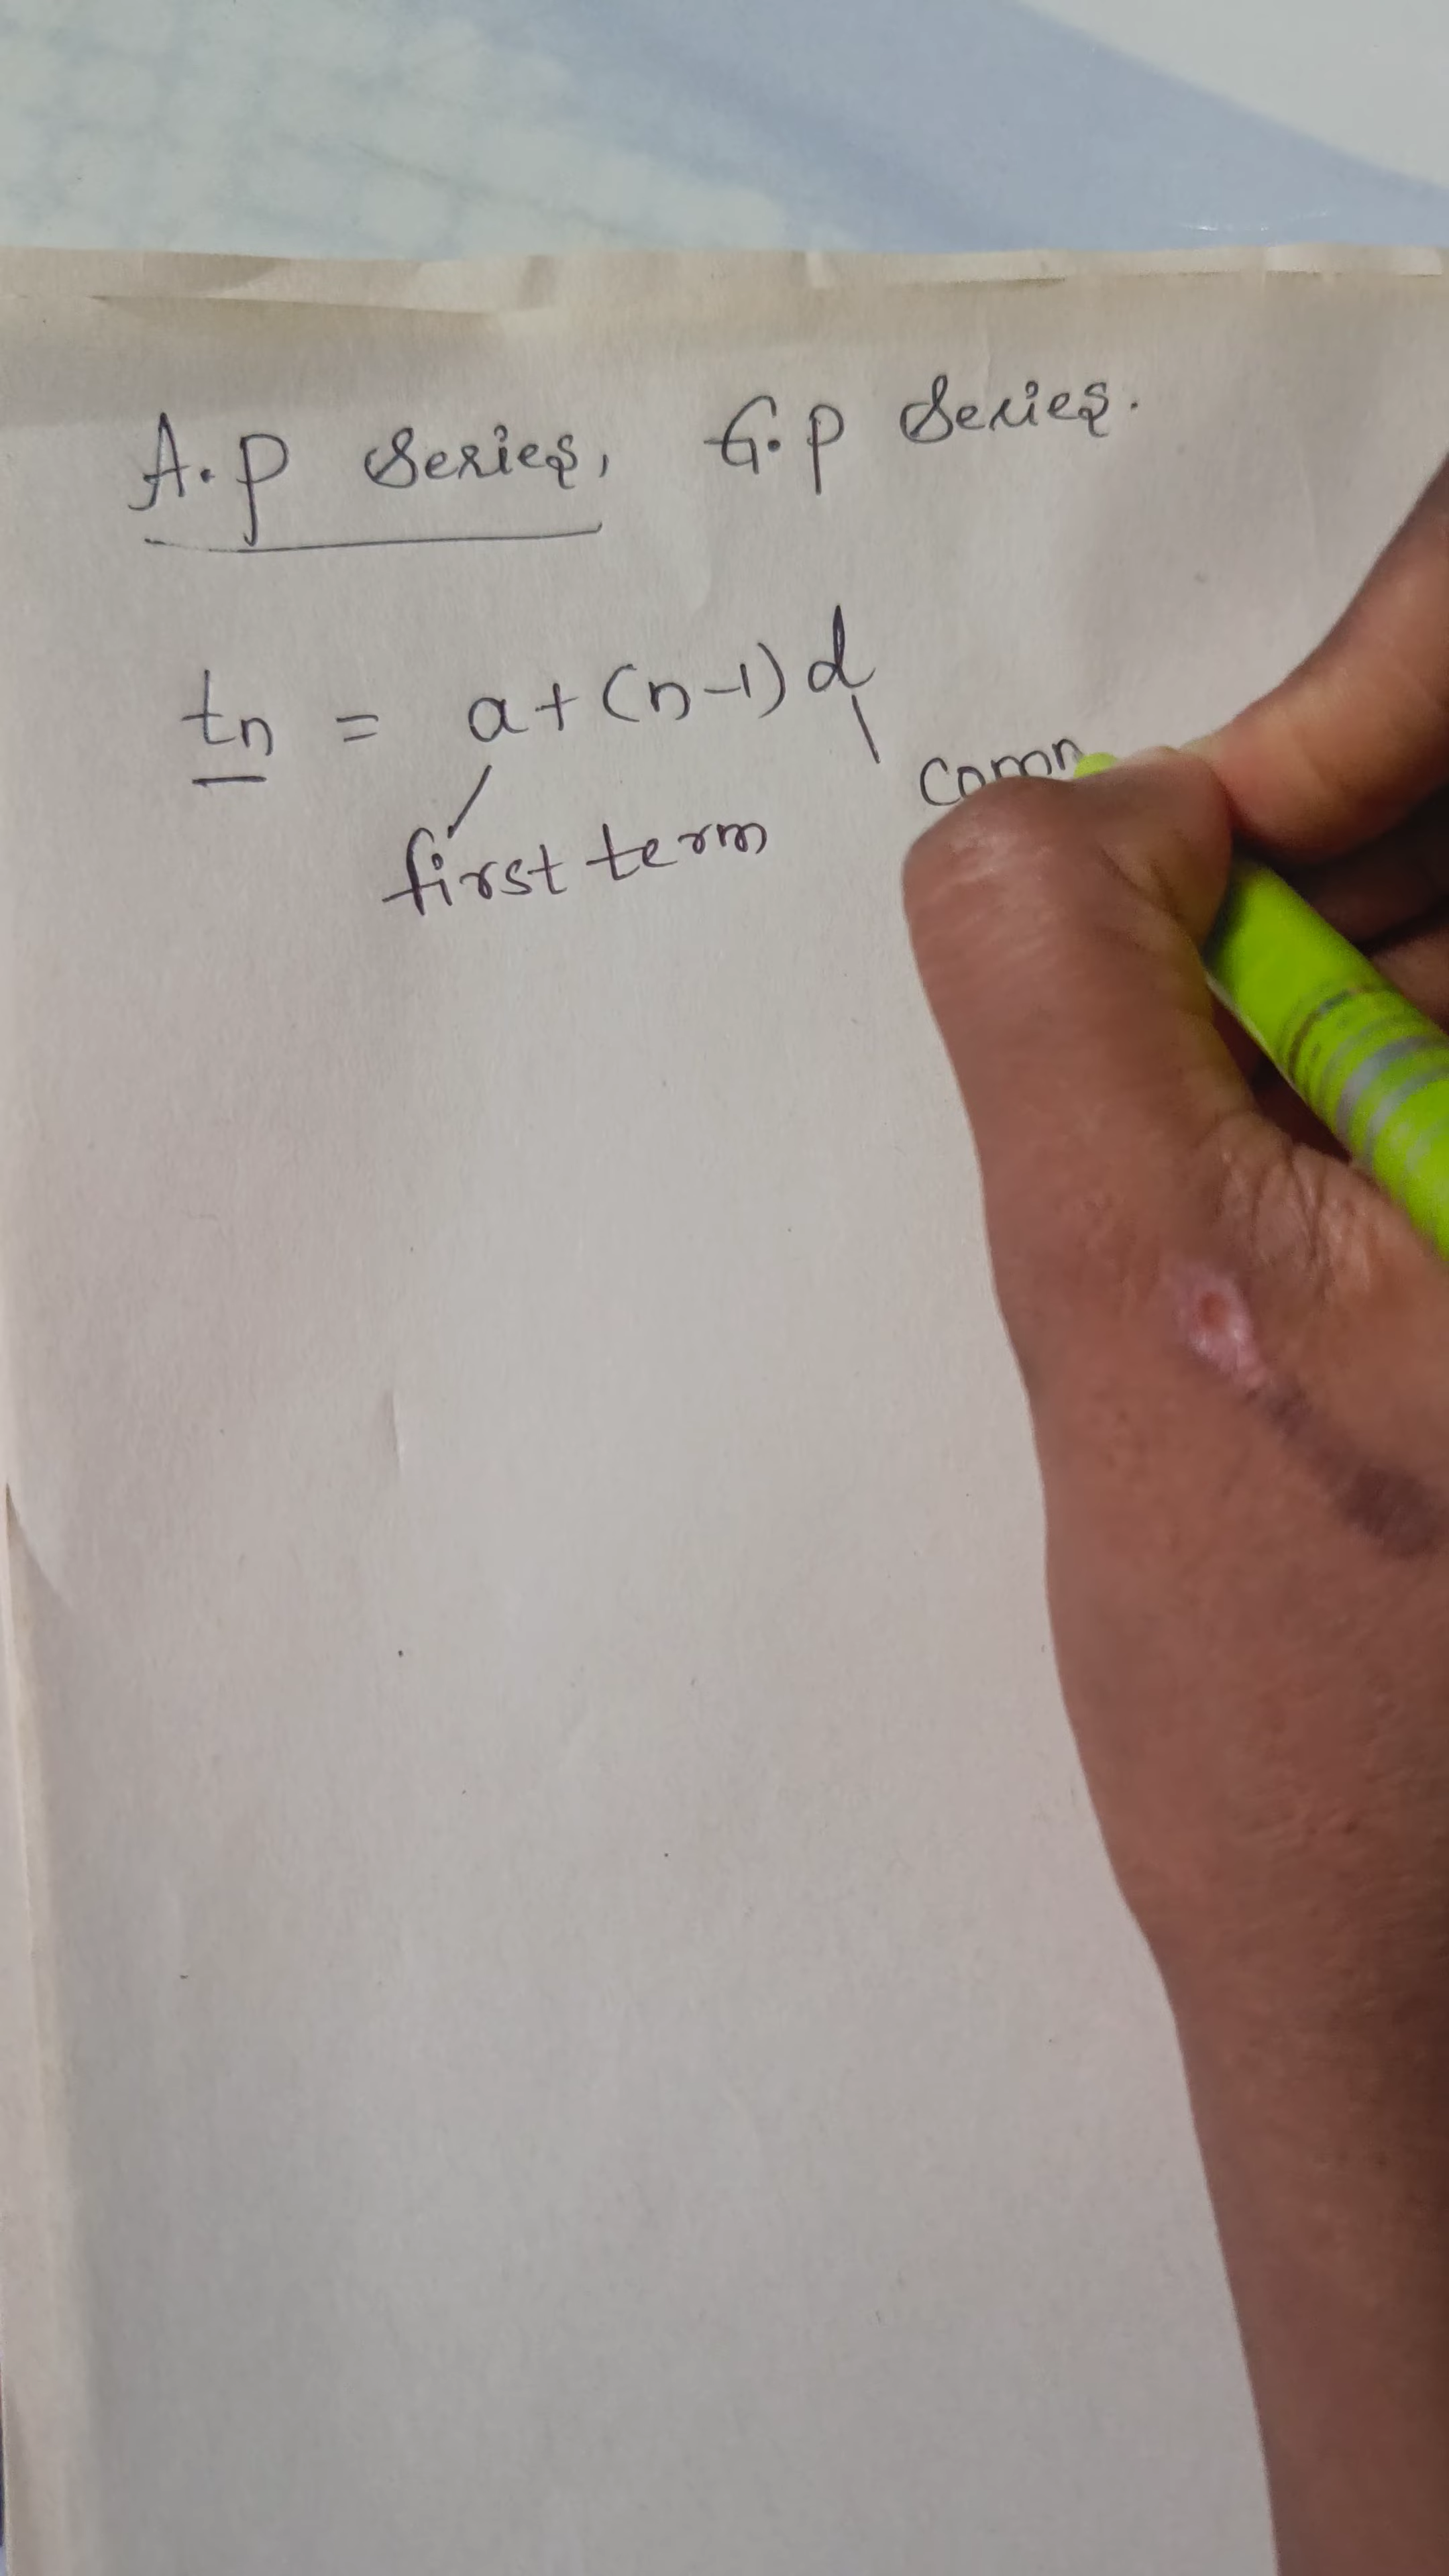 A.P Series, G.P Series.
tn = a+(n-1)d
first term